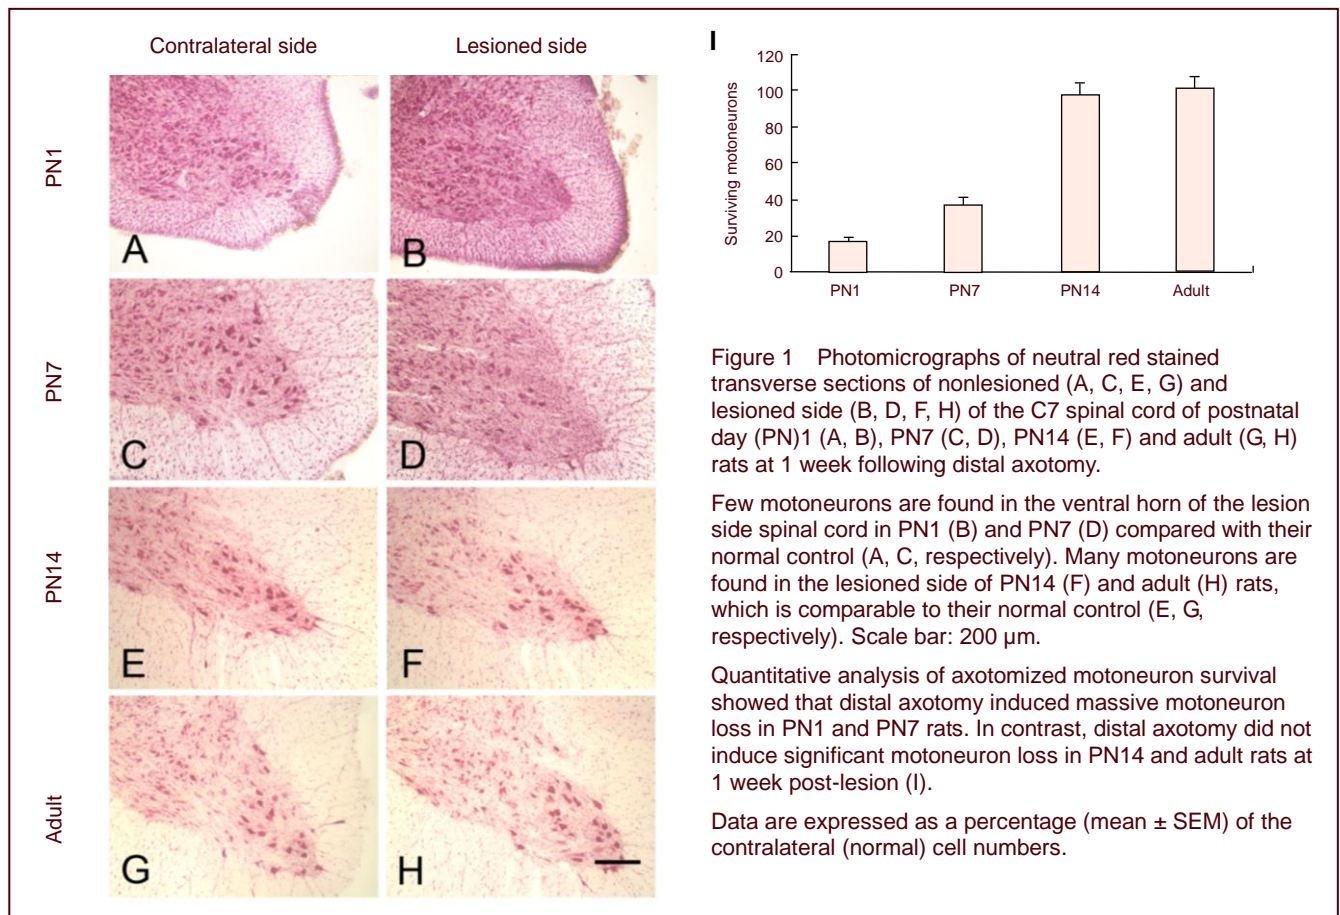 Contralateral side
Lesioned side
PN1
A
B
PN7
C
D
PN14
E
F
Adult
G
H
I
Surviving motoneurons
120
100
80
60
40
20
0
PN1 PN7 PN14 Adult
Figure 1 Photomicrographs of neutral red stained
transverse sections of nonlesioned (A, C, E, G) and
lesioned side (B, D, F, H) of the C7 spinal cord of postnatal
day (PN)1 (A, B), PN7 (C, D), PN14 (E, F) and adult (G, H)
rats at 1 week following distal axotomy.
Few motoneurons are found in the ventral horn of the lesion
side spinal cord in PN1 (B) and PN7 (D) compared with their
normal control (A, C, respectively). Many motoneurons are
found in the lesioned side of PN14 (F) and adult (H) rats,
which is comparable to their normal control (E, G,
respectively). Scale bar: 200 μm.
Quantitative analysis of axotomized motoneuron survival
showed that distal axotomy induced massive motoneuron
loss in PN1 and PN7 rats. In contrast, distal axotomy did not
induce significant motoneuron loss in PN14 and adult rats at
1 week post-lesion (I).
Data are expressed as a percentage (mean ± SEM) of the
contralateral (normal) cell numbers.